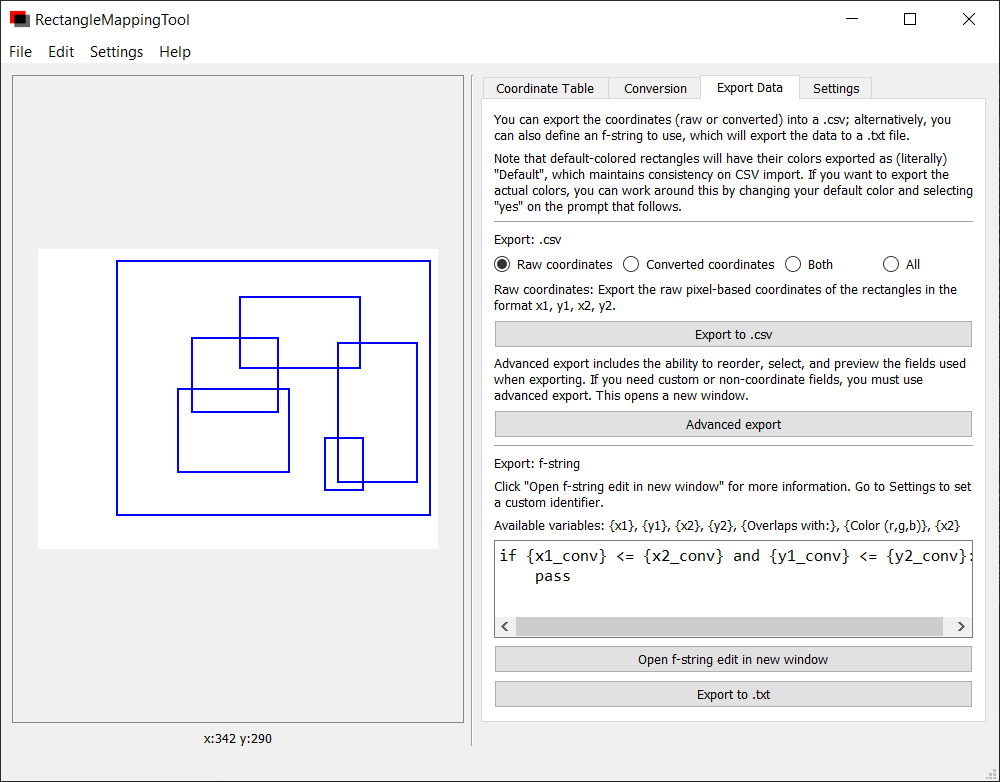 RectangleMappingTool
File Edit Settings Help
Coordinate Table Conversion Export Data Settings
You can export the coordinates (raw or converted) into a .csv; alternatively, you
can also define an f-string to use, which will export the data to a .txt file.
Note that default-colored rectangles will have their colors exported as (literally)
"Default", which maintains consistency on CSV import. If you want to export the
actual colors, you can work around this by changing your default color and selecting
"yes" on the prompt that follows.
Export: .csv
Raw coordinates Converted coordinates Both All
Raw coordinates: Export the raw pixel-based coordinates of the rectangles in the
format x1, y1, x2, y2.
Export to .csv
Advanced export includes the ability to reorder, select, and preview the fields used
when exporting. If you need custom or non-coordinate fields, you must use
advanced export. This opens a new window.
Advanced export
Export: f-string
Click "Open f-string edit in new window" for more information. Go to Settings to set
a custom identifier.
Available variables: {x1}, {y1}, {x2}, {y2}, {Overlaps with:}, {Color (r,g,b)}, {x2}
if {x1_conv} <= {x2_conv} and {y1_conv} <= {y2_conv}:
pass
Open f-string edit in new window
Export to .txt
x:342 y:290